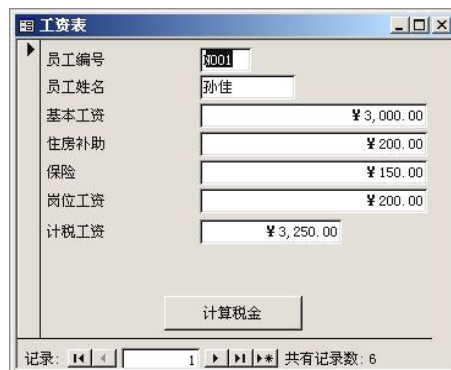 工资表
员工编号 N001
员工姓名 孙佳
基本工资 ¥3,000.00
住房补助 ¥200.00
保险 ¥150.00
岗位工资 ¥200.00
计税工资 ¥3,250.00
计算税金
记录: 1 共有记录数: 6